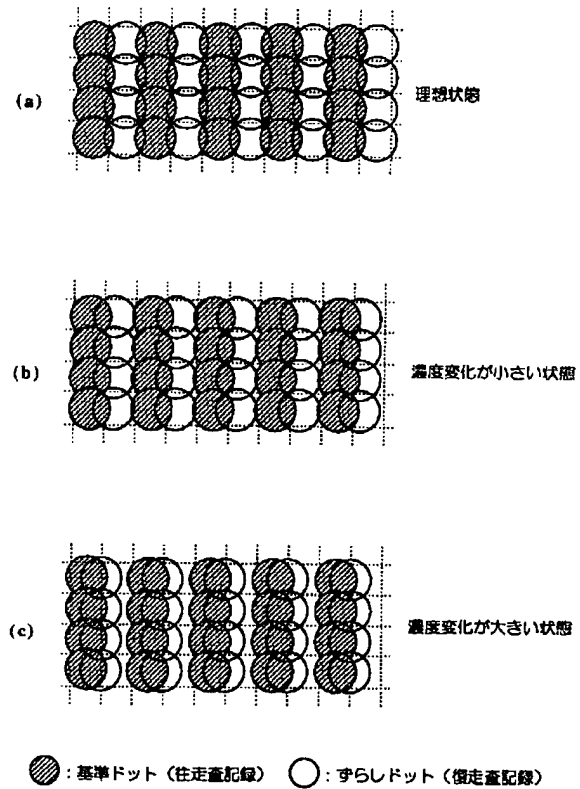 (a) 理想状態
(b) 濃度変化が小さい状態
(c) 濃度変化が大きい状態
:基準ドット(往走査記録) :ずらしドット(復走査記録)